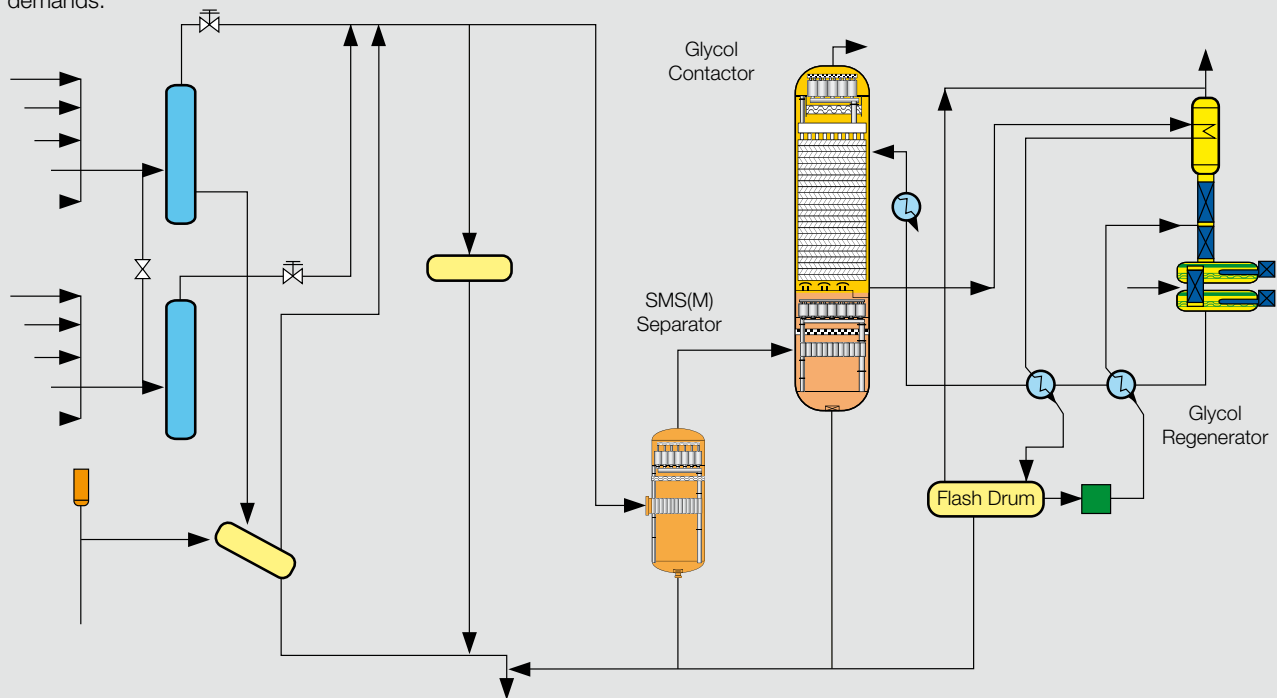 demands.
Glycol
Contactor
SMS(M)
Separator
Glycol
Regenerator
Flash Drum